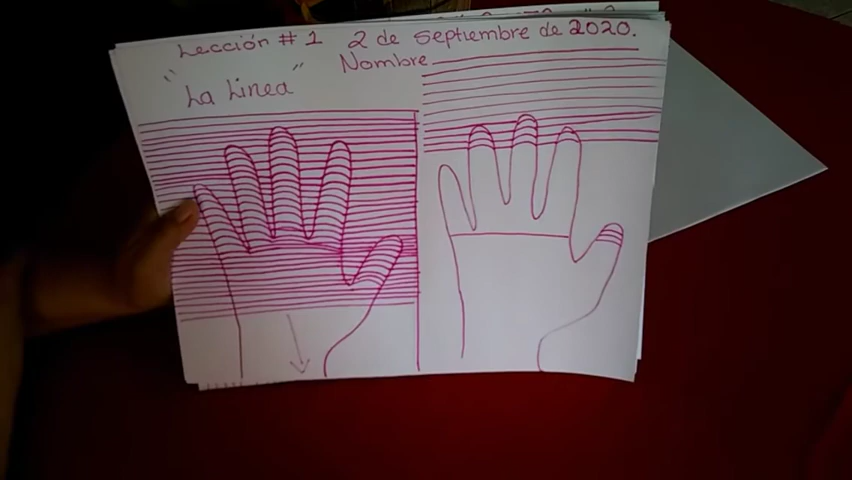 Lección # 1 2 de Septiembre de 2020.
"La Linea"
Nombre